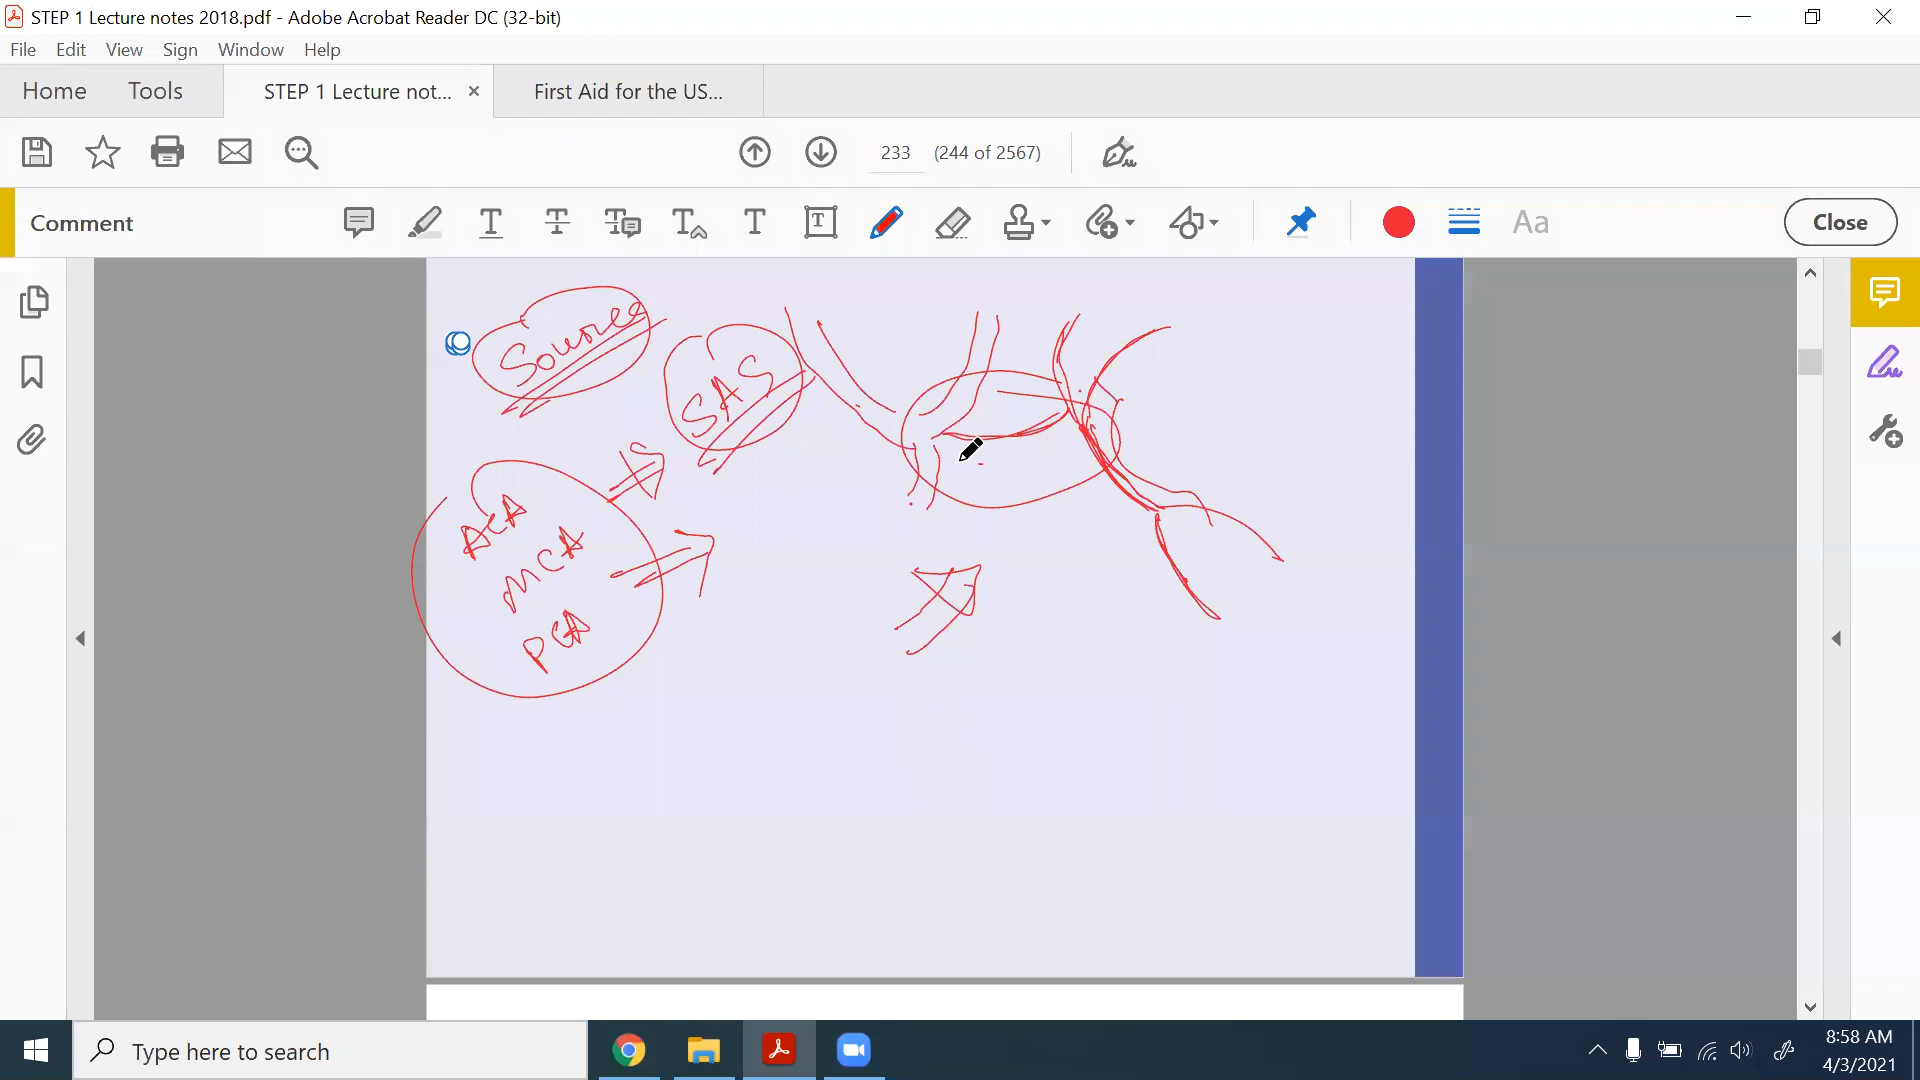 STEP 1 Lecture notes 2018.pdf - Adobe Acrobat Reader DC (32-bit)
File Edit View Sign Window Help
Home Tools STEP 1 Lecture not... × First Aid for the US...
233 (244 of 2567)
Comment Aa Close
Source
SAS
ACA
MCA
PCA
Type here to search
8:58 AM
4/3/2021